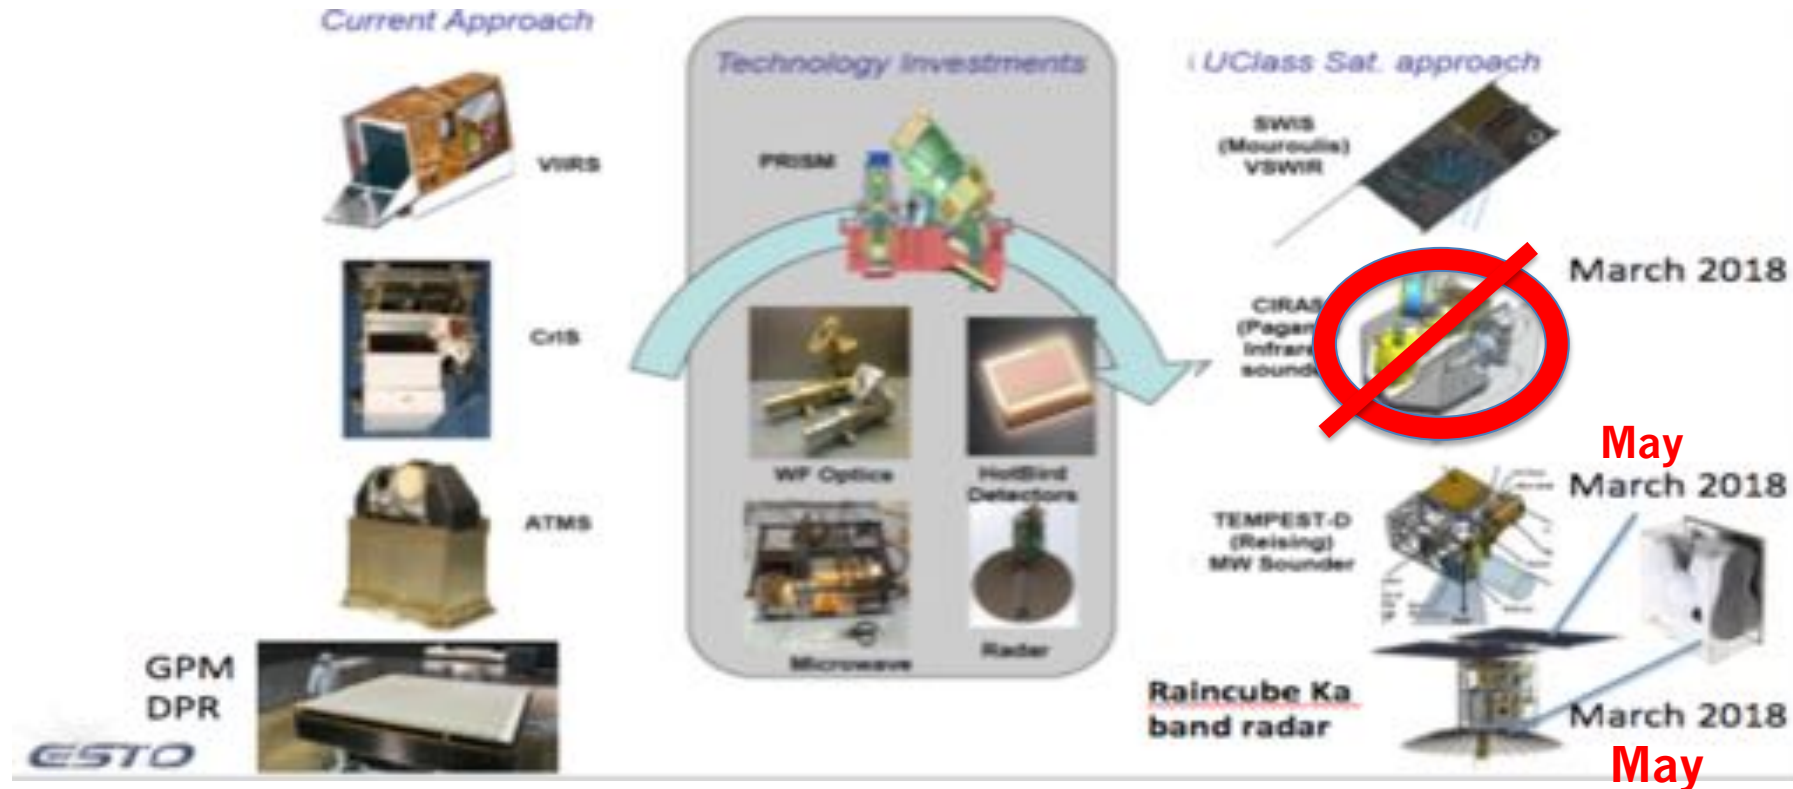 Current Approach
VIIRS
CrIS
ATMS
GPM
DPR
ESTO
Technology Investments
PRISM
WF Optics
HotBird
Detectors
Microwave
Radar
UClass Sat. approach
SWIS
(Mouroulis)
VSWIR
March 2018
CIRAS
May
March 2018
TEMPEST-D
(Reising)
MW Sounder
Raincube Ka
band radar
March 2018
May